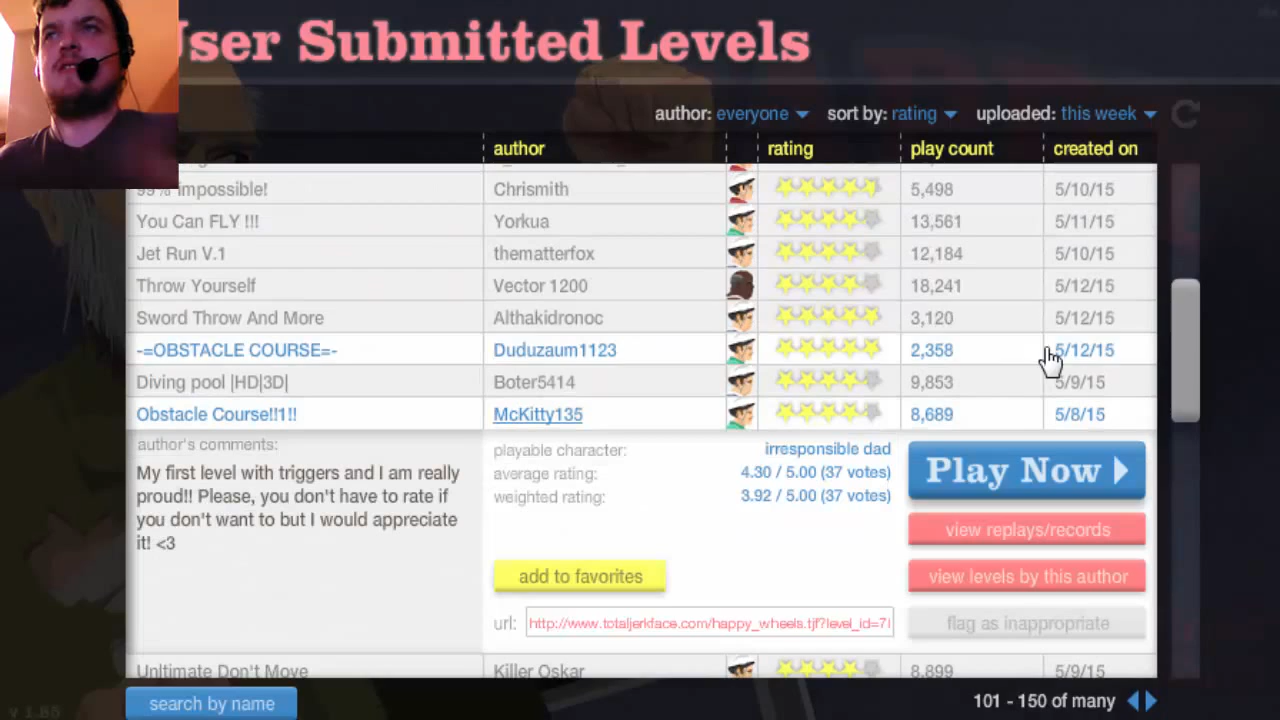 User Submitted Levels
author: everyone sort by: rating uploaded: this week
author rating play count created on
99% Impossible! Chrismith 5,498 5/10/15
You Can FLY !!! Yorkua 13,561 5/11/15
Jet Run V.1 thematterfox 12,184 5/10/15
Throw Yourself Vector 1200 18,241 5/12/15
Sword Throw And More Althakidronoc 3,120 5/12/15
-=OBSTACLE COURSE=- Duduzaum1123 2,358 5/12/15
Diving pool |HD|3D| Boter5414 9,853 5/9/15
Obstacle Course!!1!! McKitty135 8,689 5/8/15
author's comments:
My first level with triggers and I am really
proud!! Please, you don't have to rate if
you don't want to but I would appreciate
it! <3
playable character: irresponsible dad
average rating: 4.30 / 5.00 (37 votes)
weighted rating: 3.92 / 5.00 (37 votes)
add to favorites
url: http://www.totaljerkface.com/happy_wheels.tjf?level_id=7
Play Now
view replays/records
view levels by this author
flag as inappropriate
Unltimate Don't Move Killer Oskar 8,899 5/9/15
search by name
101 - 150 of many
v 1.86